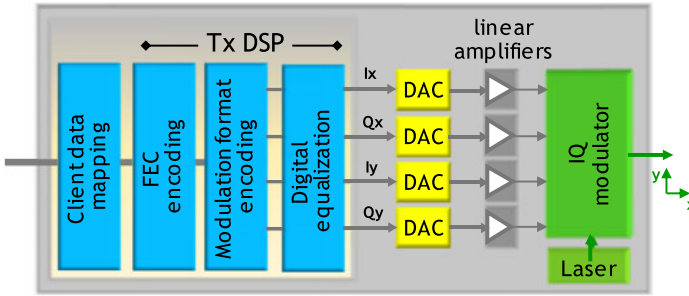 Tx DSP
linear
amplifiers
Client data
mapping
FEC
encoding
Modulation format
encoding
Digital
equalization
Ix
DAC
Qx
DAC
Iy
DAC
Qy
DAC
IQ
modulator
Laser
y
x